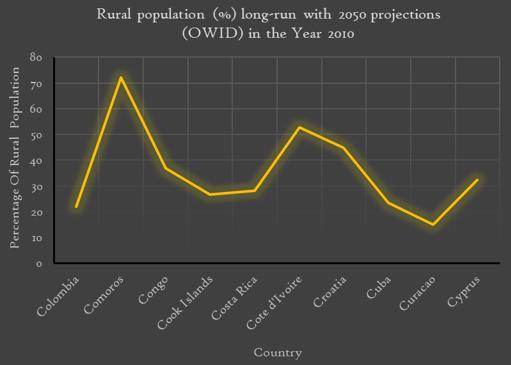 Rural population (%) long-run with 2050 projections
(OWID) in the Year 2010
Percentage Of Rural Population
80
70
60
50
40
30
20
10
0
Colombia
Comoros
Congo
Cook Islands
Costa Rica
Cote d'Ivoire
Croatia
Cuba
Curacao
Cyprus
Country